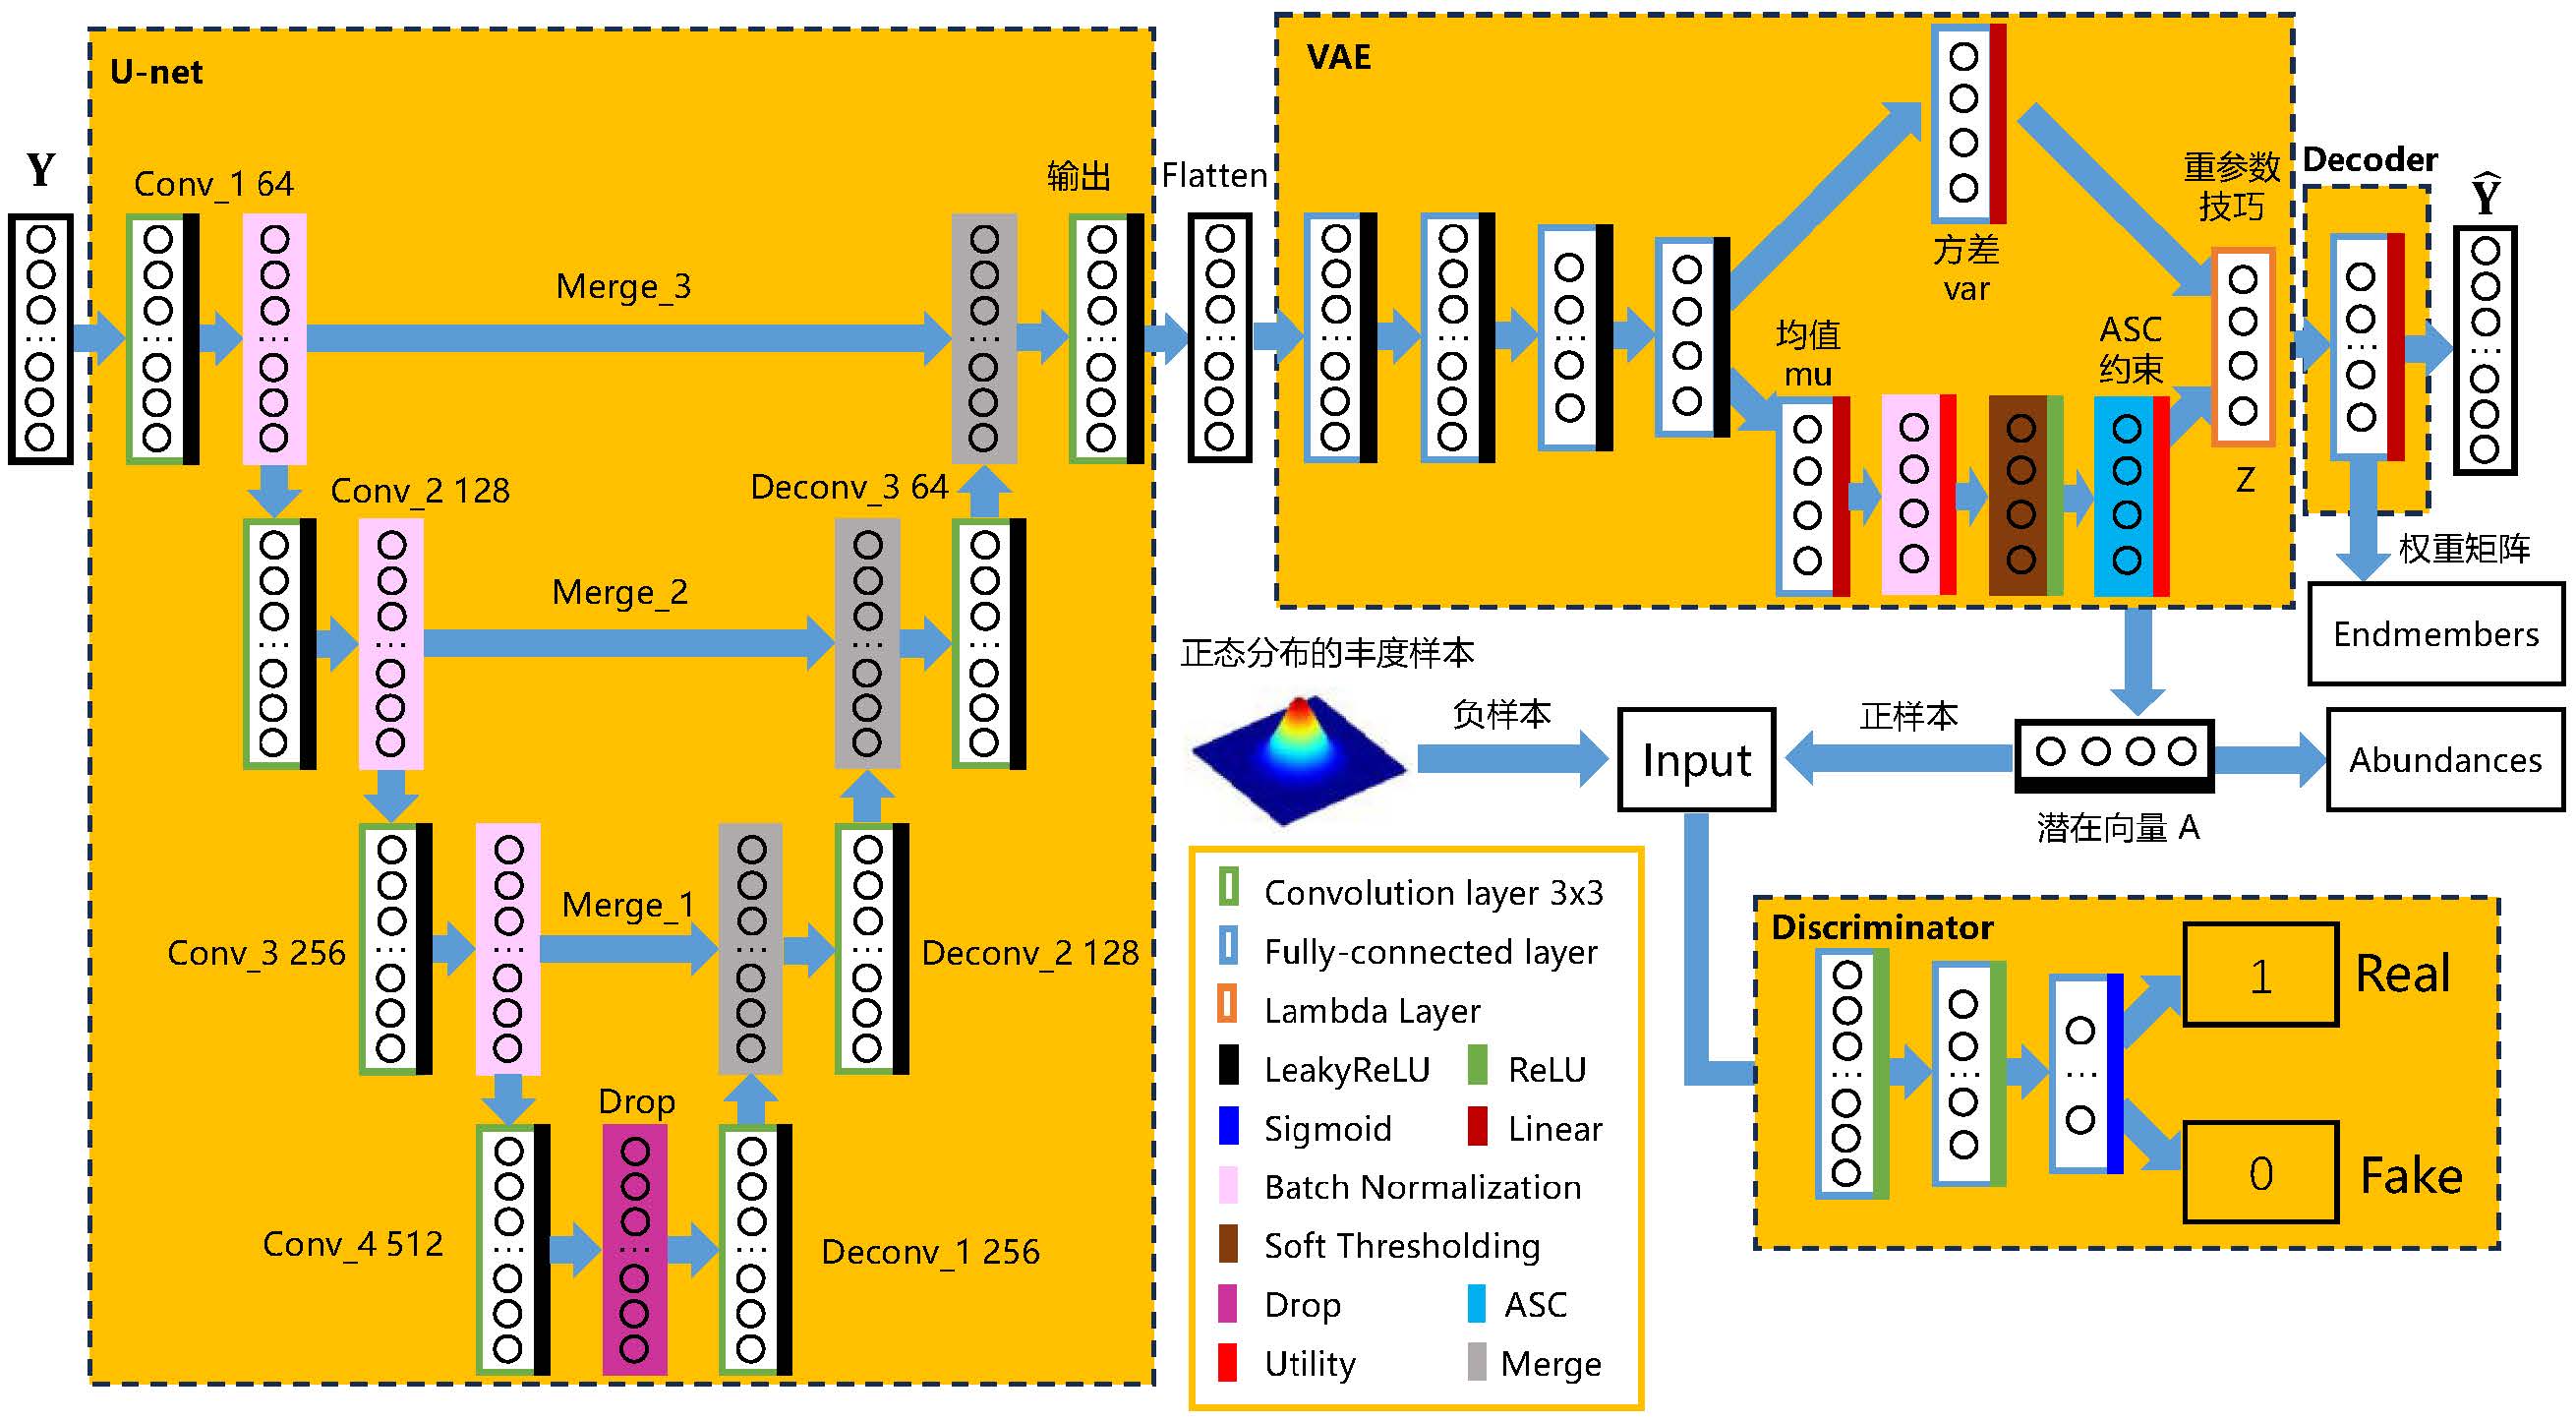 U-net
Y
Conv_1 64
Merge_3
输出
Flatten
Conv_2 128
Deconv_3 64
Merge_2
Conv_3 256
Merge_1
Deconv_2 128
Drop
Conv_4 512
Deconv_1 256
VAE
方差
var
均值
mu
ASC
约束
重参数
技巧
Z
Decoder
Ŷ
权重矩阵
Endmembers
正态分布的丰度样本
负样本
Input
正样本
潜在向量 A
Abundances
Convolution layer 3x3
Fully-connected layer
Lambda Layer
LeakyReLU
ReLU
Sigmoid
Linear
Batch Normalization
Soft Thresholding
Drop
ASC
Utility
Merge
Discriminator
1
Real
0
Fake